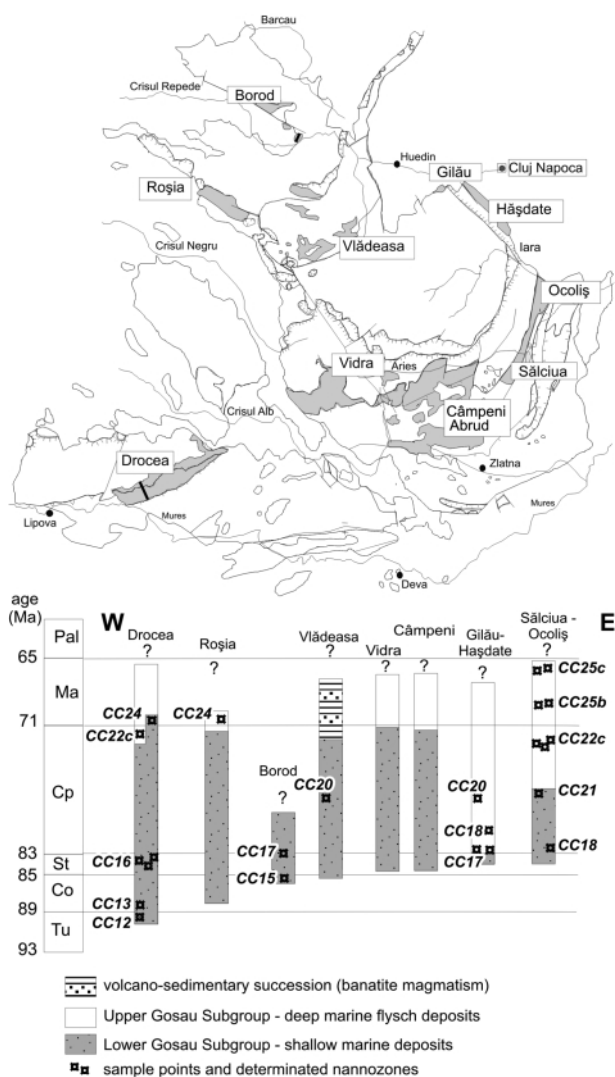 Barcau
Crisul Repede
Borod
Huedin
Cluj Napoca
Gilău
Roşia
Hăşdate
Crisul Negru
Vlădeasa
Iara
Ocoliş
Vidra
Aries
Sălciua
Câmpeni
Abrud
Crisul Alb
Drocea
Zlatna
Lipova
Mures
Mures
Deva
age
(Ma)
W
E
Pal
Drocea
?
Roşia
?
Vlădeasa
?
Vidra
?
Câmpeni
?
Gilău-
Haşdate
?
Sălciua -
Ocoliş
?
65
CC25c
Ma
CC24
CC24
CC25b
71
CC22c
CC22c
Cp
Borod
?
CC20
CC20
CC21
CC18
CC18
83
CC16
CC17
CC17
St
85
CC15
Co
CC13
89
CC12
Tu
93
volcano-sedimentary succession (banatite magmatism)
Upper Gosau Subgroup - deep marine flysch deposits
Lower Gosau Subgroup - shallow marine deposits
sample points and determinated nannozones